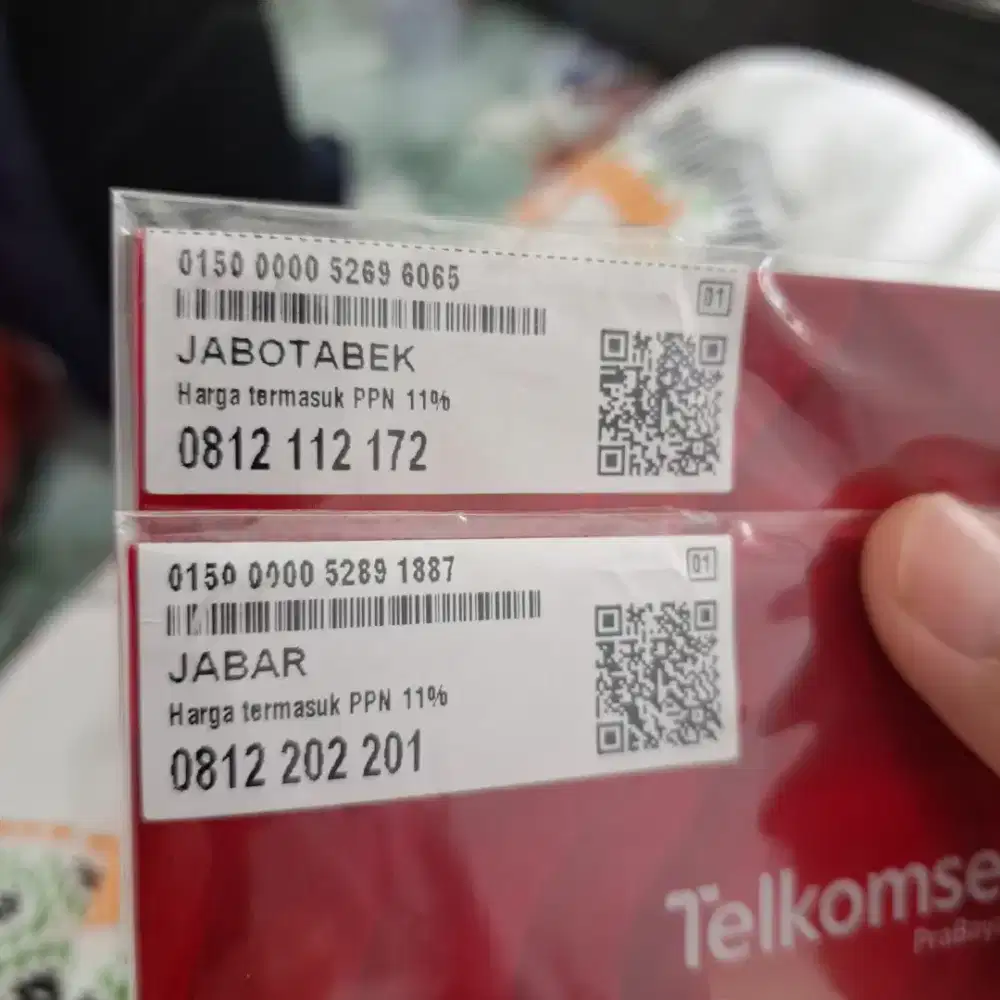 0150 0000 5269 6065
01
JABOTABEK
Harga termasuk PPN 11%
0812 112 172
0150 0000 5289 1887
01
JABAR
Harga termasuk PPN 11%
0812 202 201
Telkomse